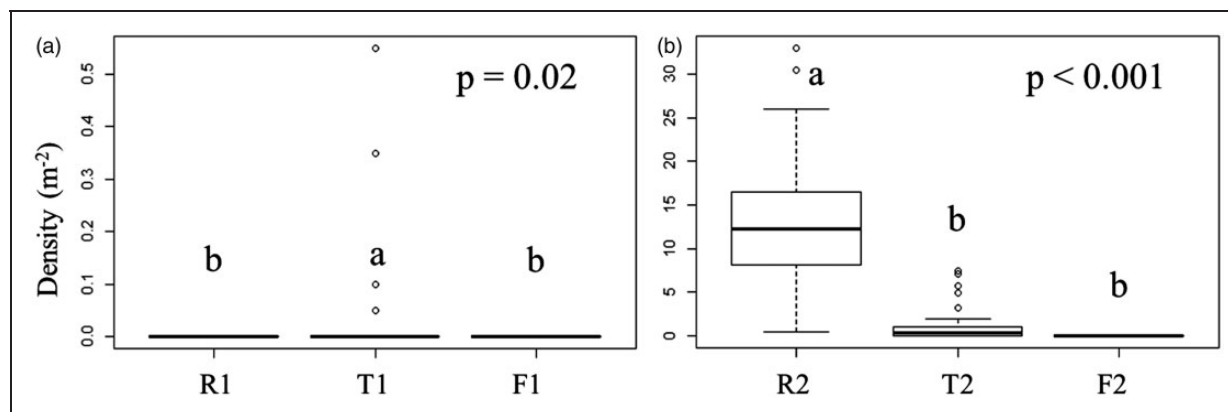 (a)
p = 0.02
Density (m⁻²)
0.5
0.4
0.3
0.2
0.1
0.0
b a b
R1 T1 F1
(b)
p < 0.001
30
25
20
15
10
5
0
a
b
b
R2 T2 F2